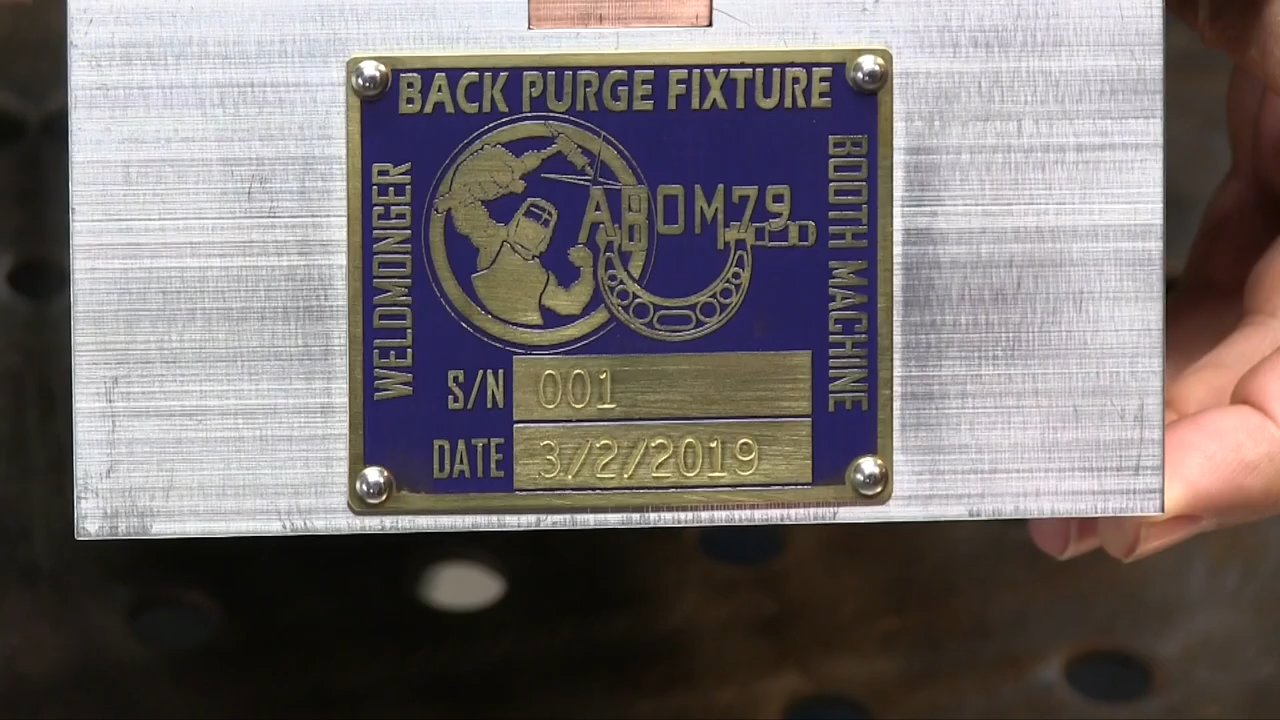 BACK PURGE FIXTURE
WELDMONGER
ABOM79
BOOTH MACHINE
S/N 001
DATE 3/2/2019